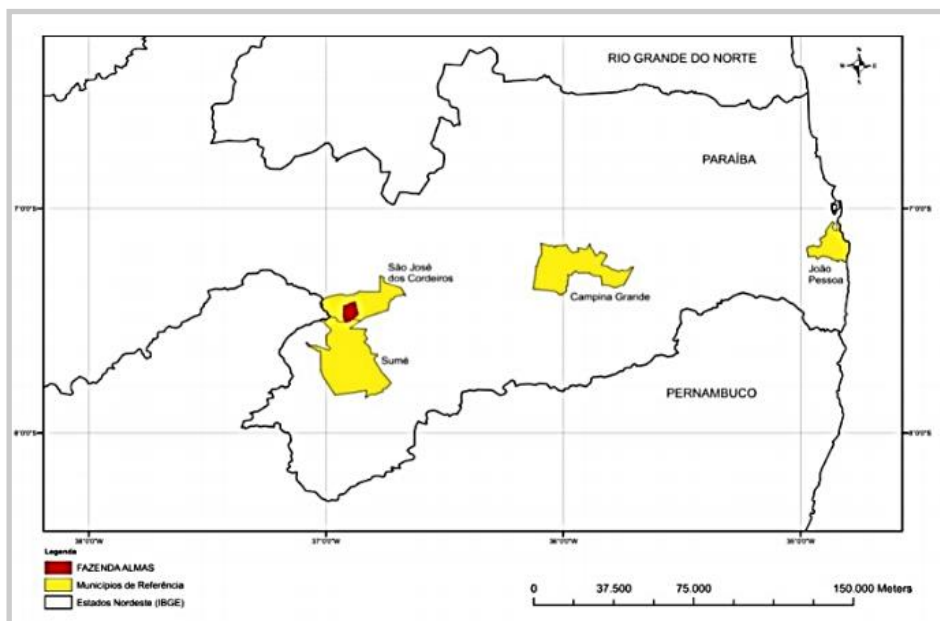 RIO GRANDE DO NORTE
N
W E
S
PARAÍBA
7°0'0"S 7°0'0"S
São José
dos Cordeiros
João
Pessoa
Campina Grande
Sumé
PERNAMBUCO
8°0'0"S 8°0'0"S
38°0'0"W 37°0'0"W 36°0'0"W 35°0'0"W
Legenda
FAZENDA ALMAS
Municípios de Referência
Estados Nordeste (IBGE)
0 37.500 75.000 150.000 Meters